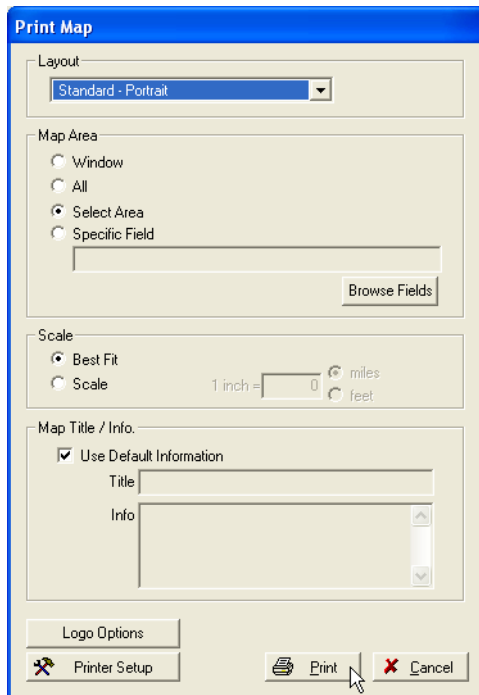 Print Map
Layout
Standard - Portrait
Map Area
Window
All
Select Area
Specific Field
Browse Fields
Scale
Best Fit
Scale
1 inch = 0
miles
feet
Map Title / Info.
Use Default Information
Title
Info
Logo Options
Printer Setup
Print
Cancel